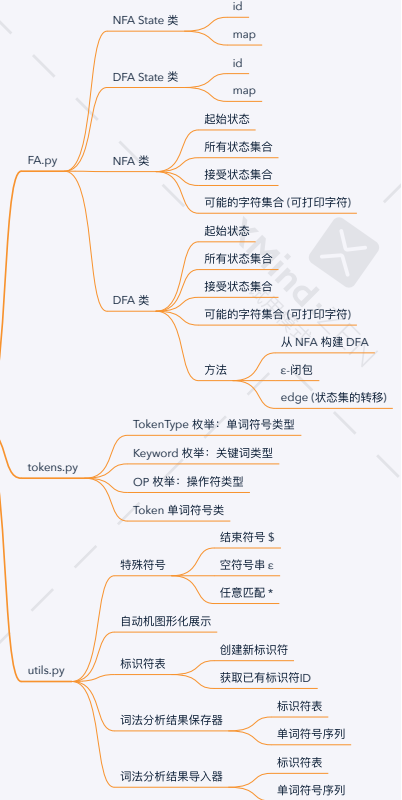 id
NFA State 类
map
id
DFA State 类
map
起始状态
所有状态集合
FA.py
NFA 类
接受状态集合
可能的字符集合 (可打印字符)
起始状态
所有状态集合
接受状态集合
DFA 类
可能的字符集合 (可打印字符)
从 NFA 构建 DFA
方法
ε-闭包
edge (状态集的转移)
TokenType 枚举：单词符号类型
Keyword 枚举：关键词类型
tokens.py
OP 枚举：操作符类型
Token 单词符号类
结束符号 $
特殊符号
空符号串 ε
任意匹配 *
自动机图形化展示
创建新标识符
标识符表
utils.py
获取已有标识符ID
标识符表
词法分析结果保存器
单词符号序列
标识符表
词法分析结果导入器
单词符号序列
XMind: ZEN